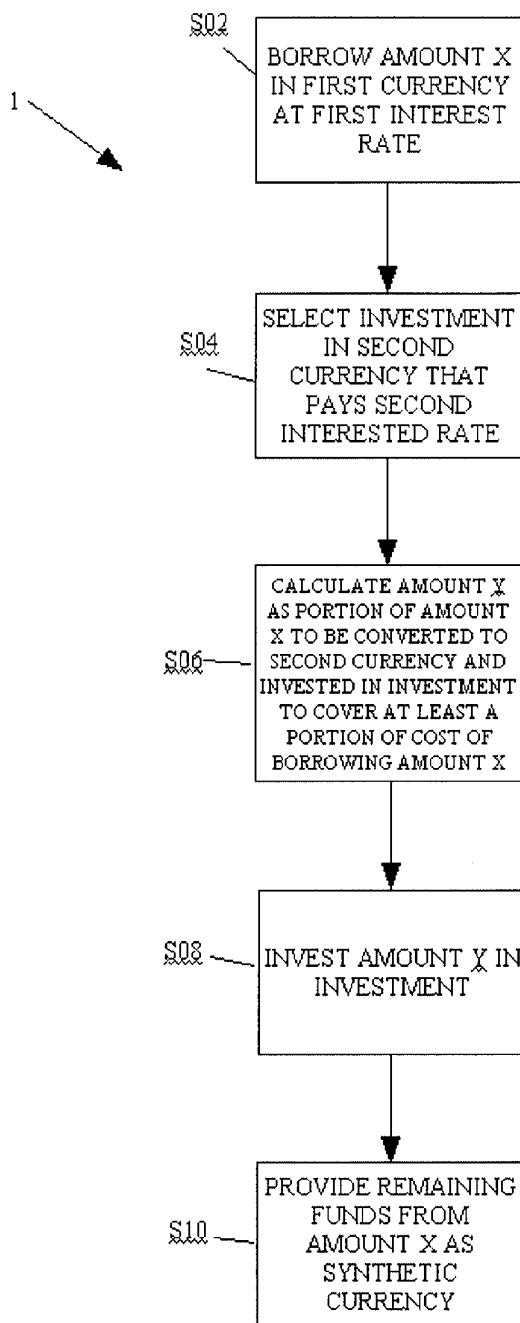 S02
BORROW AMOUNT X
IN FIRST CURRENCY
AT FIRST INTEREST
RATE
1
S04
SELECT INVESTMENT
IN SECOND
CURRENCY THAT
PAYS SECOND
INTERESTED RATE
S06
CALCULATE AMOUNT Y
AS PORTION OF AMOUNT
X TO BE CONVERTED TO
SECOND CURRENCY AND
INVESTED IN INVESTMENT
TO COVER AT LEAST A
PORTION OF COST OF
BORROWING AMOUNT X
S08
INVEST AMOUNT Y IN
INVESTMENT
S10
PROVIDE REMAINING
FUNDS FROM
AMOUNT X AS
SYNTHETIC
CURRENCY